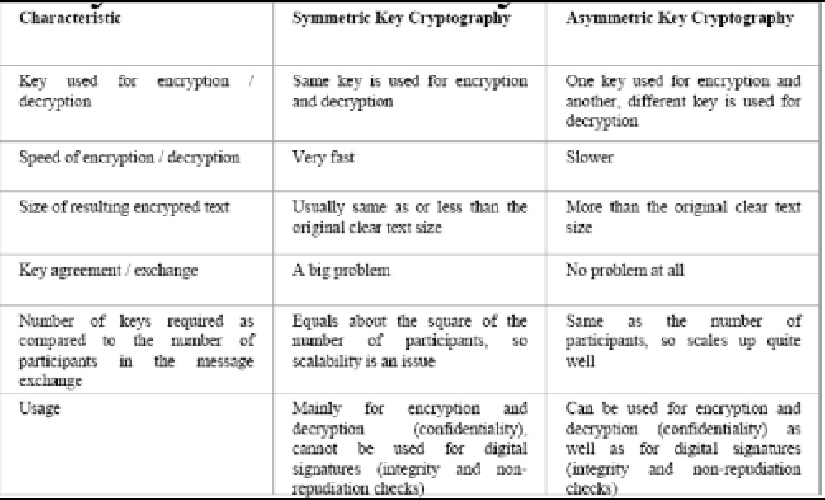 Characteristic
Symmetric Key Cryptography
Asymmetric Key Cryptography
Key used for encryption /
decryption
Same key is used for encryption
and decryption
One key used for encryption and
another, different key is used for
decryption
Speed of encryption / decryption
Very fast
Slower
Size of resulting encrypted text
Usually same as or less than the
original clear text size
More than the original clear text
size
Key agreement / exchange
A big problem
No problem at all
Number of keys required as
compared to the number of
participants in the message
exchange
Equals about the square of the
number of participants, so
scalability is an issue
Same as the number of
participants, so scales up quite
well
Usage
Mainly for encryption and
decryption (confidentiality),
cannot be used for digital
signatures (integrity and non-
repudiation checks)
Can be used for encryption and
decryption (confidentiality) as
well as for digital signatures
(integrity and non-repudiation
checks)